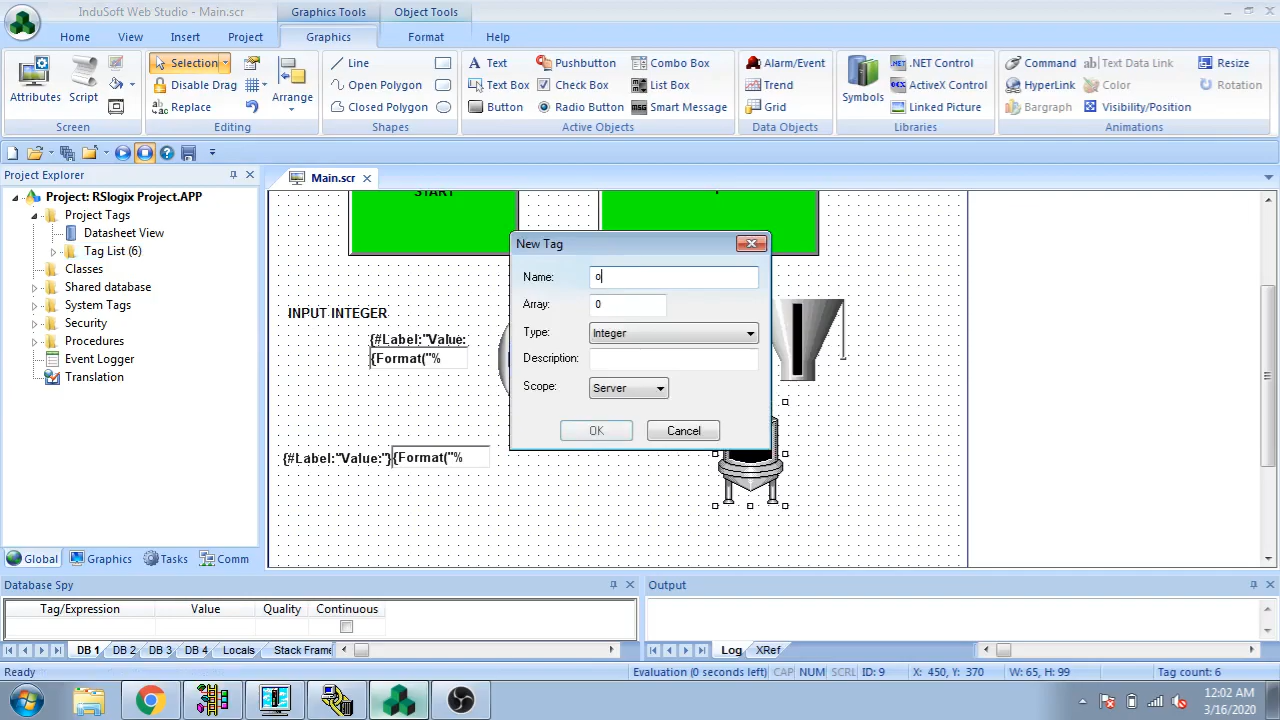 InduSoft Web Studio - Main.scr
Graphics Tools
Object Tools
Home
View
Insert
Project
Graphics
Format
Help
Attributes
Script
Screen
Selection
Disable Drag
Replace
Arrange
Editing
Line
Open Polygon
Closed Polygon
Shapes
Text
Text Box
Button
Pushbutton
Check Box
Radio Button
Combo Box
List Box
Smart Message
Active Objects
Alarm/Event
Trend
Grid
Data Objects
Symbols
.NET Control
ActiveX Control
Linked Picture
Libraries
Command
HyperLink
Bargraph
Text Data Link
Color
Visibility/Position
Resize
Rotation
Animations
Project Explorer
Project: RSlogix Project.APP
Project Tags
Datasheet View
Tag List (6)
Classes
Shared database
System Tags
Security
Procedures
Event Logger
Translation
Global
Graphics
Tasks
Comm
Main.scr
START
INPUT INTEGER
{#Label:"Value:
{Format("%
{#Label:"Value:"}{Format("%
New Tag
Name:
o
Array:
0
Type:
Integer
Description:
Scope:
Server
OK
Cancel
Database Spy
Tag/Expression
Value
Quality
Continuous
DB 1
DB 2
DB 3
DB 4
Locals
Stack Frame
Output
Log
XRef
Ready
Evaluation (0 seconds left)
CAP
NUM
SCRL
ID: 9
X: 450, Y: 370
W: 65, H: 99
Tag count: 6
12:02 AM
3/16/2020